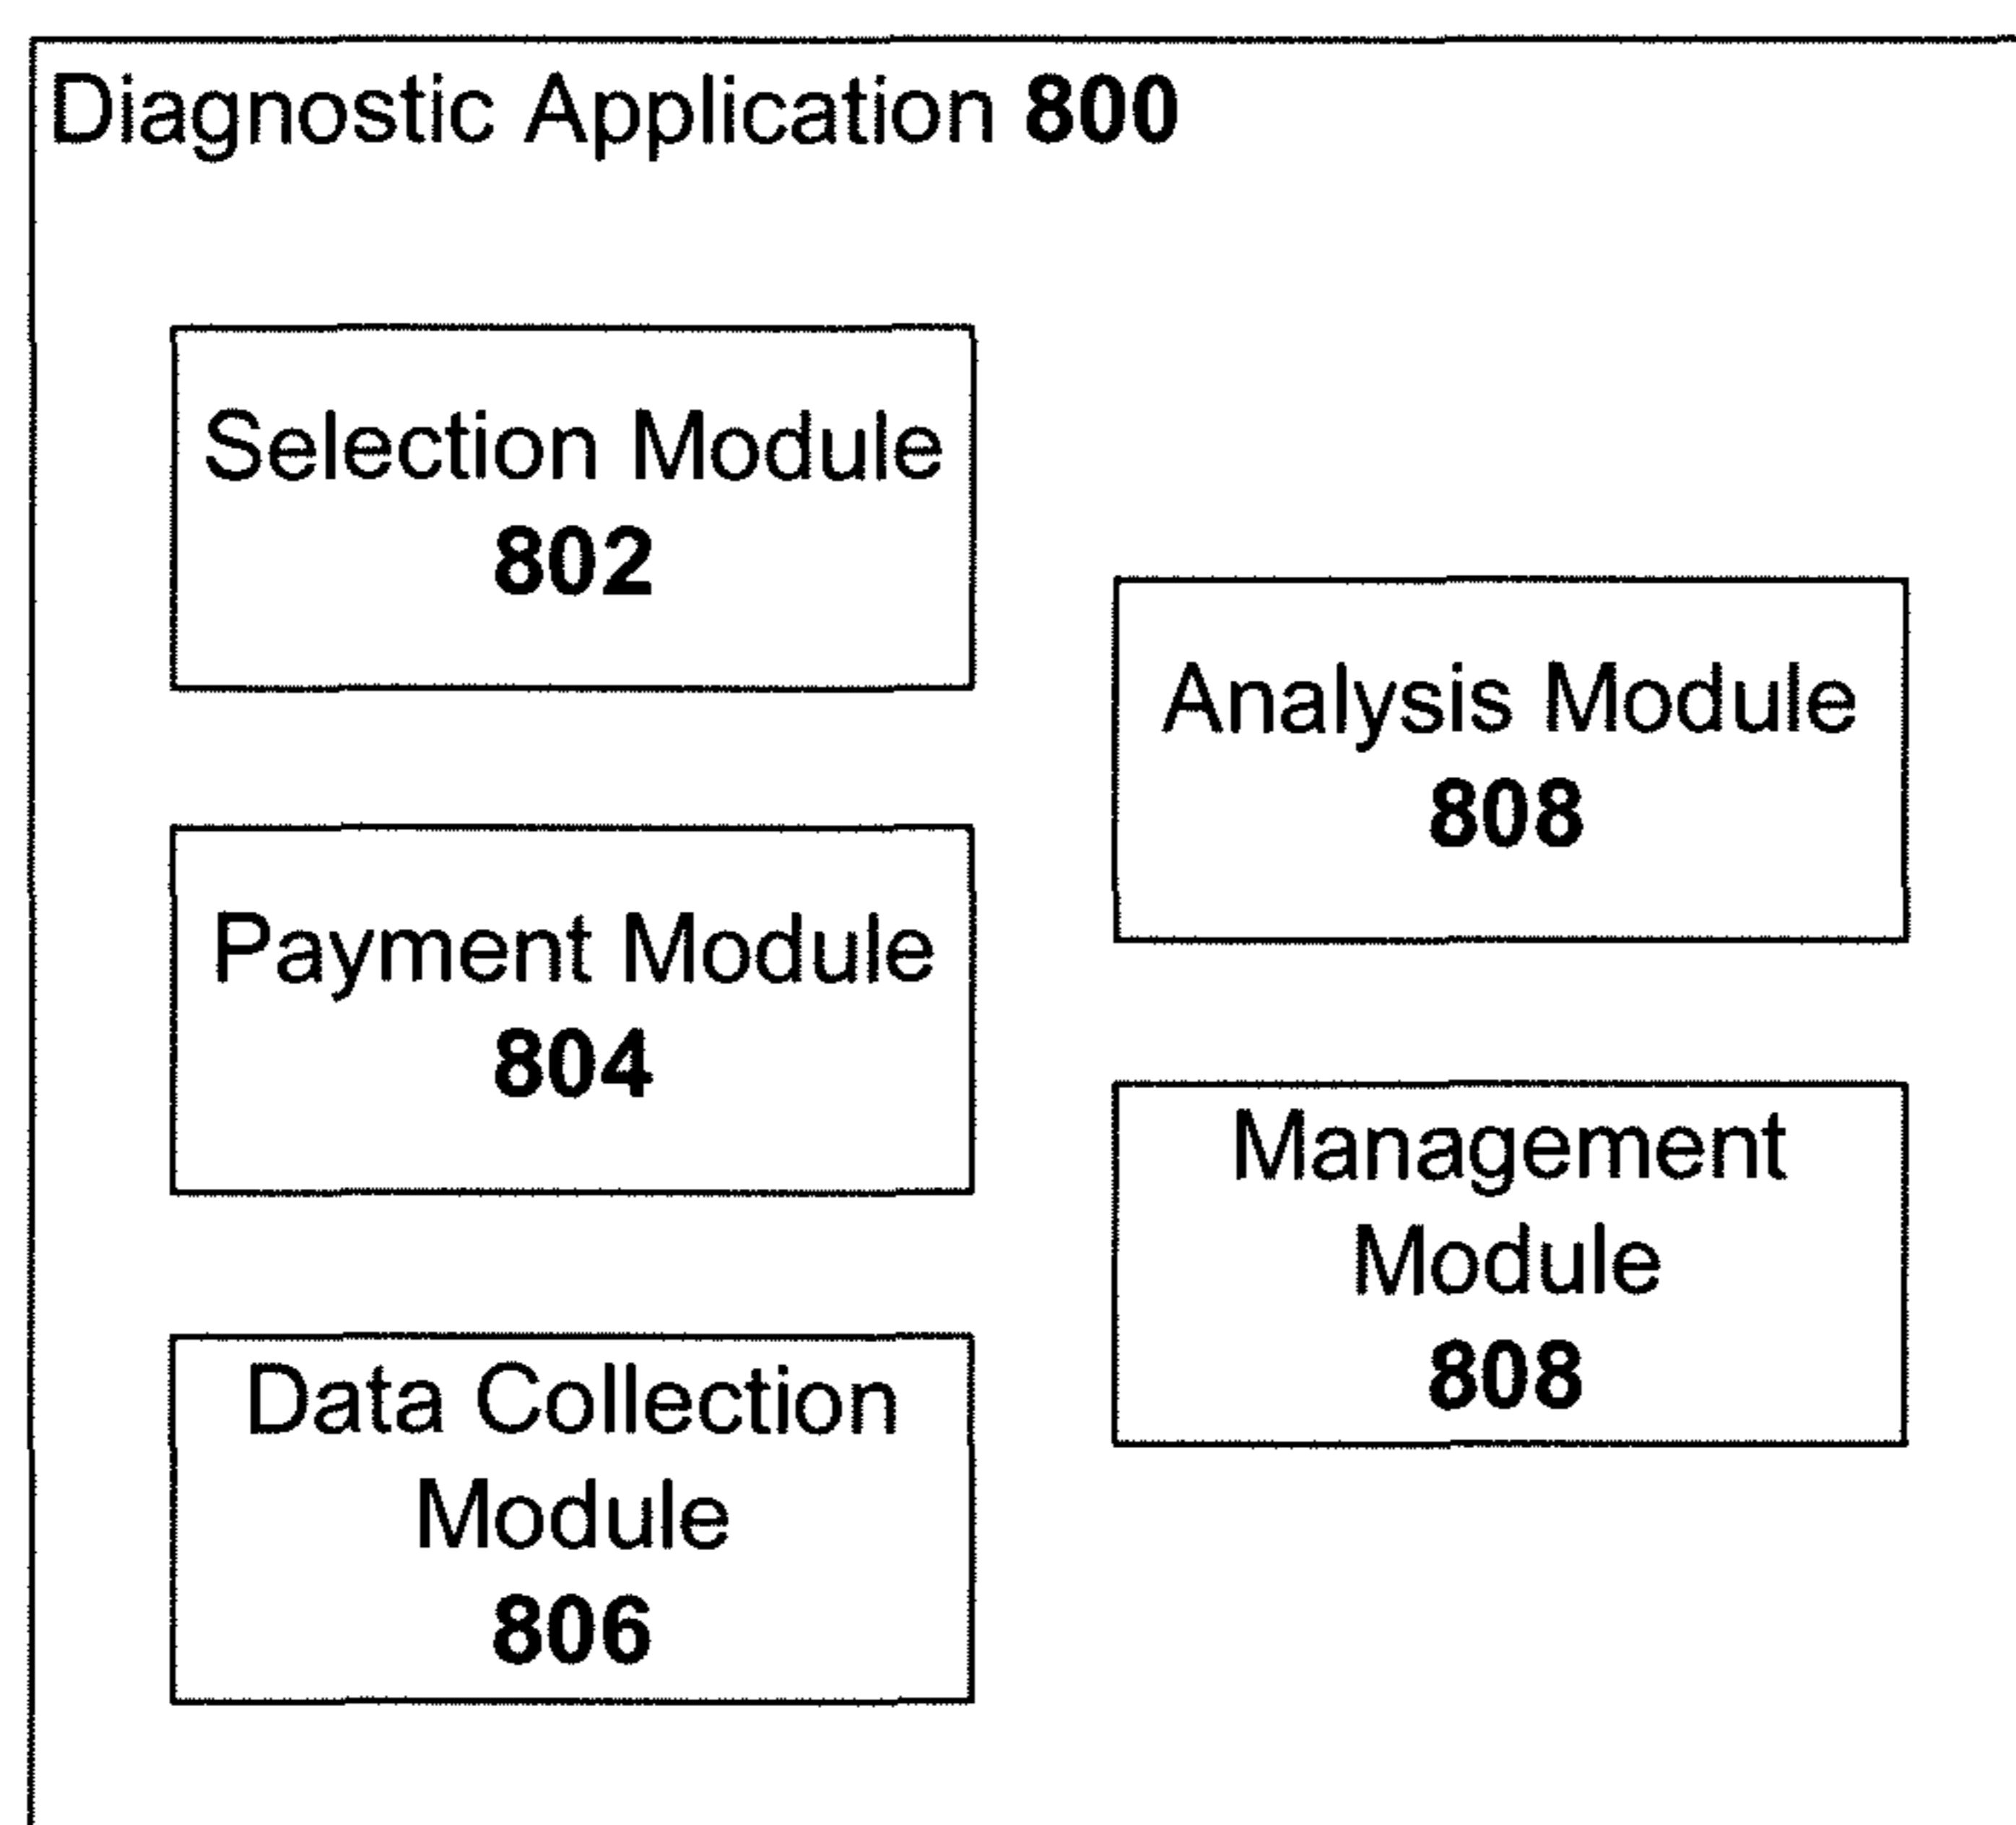 Diagnostic Application 800
Selection Module
802
Payment Module
804
Data Collection
Module
806
Analysis Module
808
Management
Module
808